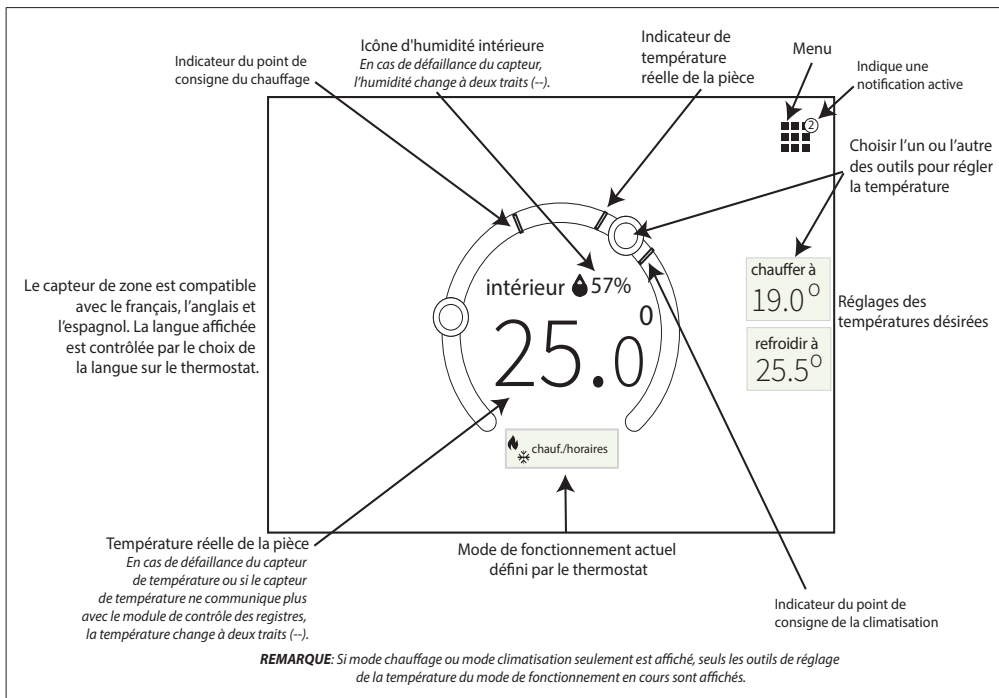 Indicateur du point de
consigne du chauffage
Icône d'humidité intérieure
En cas de défaillance du capteur,
l'humidité change à deux traits (--).
Indicateur de
température
réelle de la pièce
Menu
Indique une
notification active
2
Choisir l'un ou l'autre
des outils pour régler
la température
Le capteur de zone est compatible
avec le français, l'anglais et
l'espagnol. La langue affichée
est contrôlée par le choix de
la langue sur le thermostat.
intérieur 57%
25.0°
chauffer à
19.0°
refroidir à
25.5°
Réglages des
températures désirées
chauf./horaires
Température réelle de la pièce
En cas de défaillance du capteur
de température ou si le capteur
de température ne communique plus
avec le module de contrôle des registres,
la température change à deux traits (--).
Mode de fonctionnement actuel
défini par le thermostat
Indicateur du point de
consigne de la climatisation
REMARQUE: Si mode chauffage ou mode climatisation seulement est affiché, seuls les outils de réglage
de la température du mode de fonctionnement en cours sont affichés.